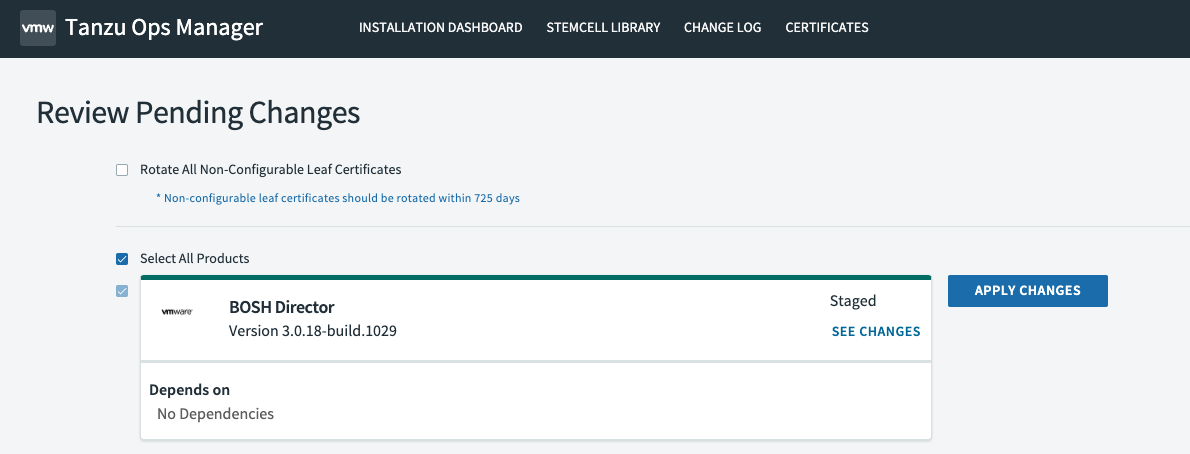 vmw Tanzu Ops Manager INSTALLATION DASHBOARD STEMCELL LIBRARY CHANGE LOG CERTIFICATES
Review Pending Changes
Rotate All Non-Configurable Leaf Certificates
* Non-configurable leaf certificates should be rotated within 725 days
Select All Products
vmware BOSH Director Staged APPLY CHANGES
Version 3.0.18-build.1029 SEE CHANGES
Depends on
No Dependencies